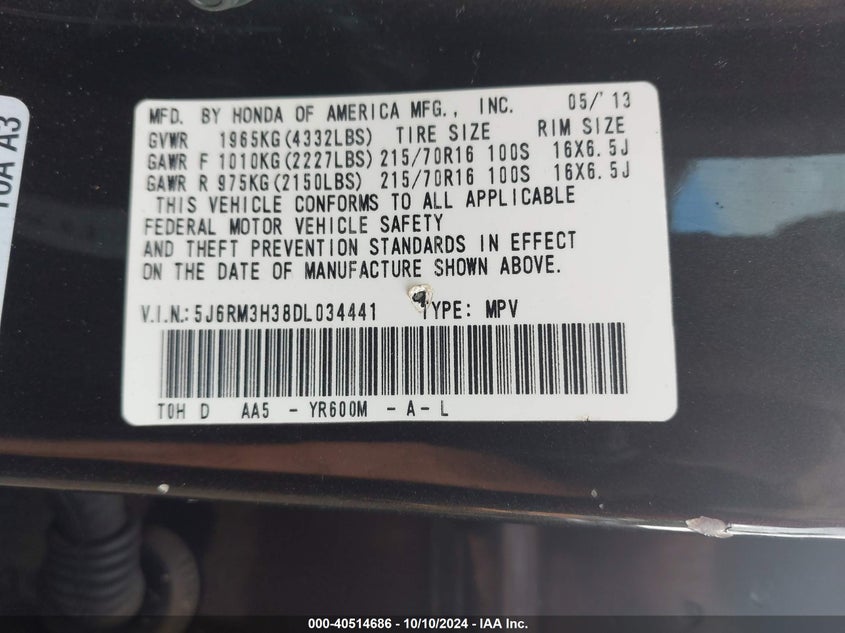 10A A3
MFD. BY HONDA OF AMERICA MFG., INC. 05/'13
GVWR 1965KG(4332LBS) TIRE SIZE RIM SIZE
GAWR F 1010KG(2227LBS) 215/70R16 100S 16X6.5J
GAWR R 975KG(2150LBS) 215/70R16 100S 16X6.5J
THIS VEHICLE CONFORMS TO ALL APPLICABLE
FEDERAL MOTOR VEHICLE SAFETY
AND THEFT PREVENTION STANDARDS IN EFFECT
ON THE DATE OF MANUFACTURE SHOWN ABOVE.
V.I.N.: 5J6RM3H38DL034441 TYPE: MPV
T0H D AA5 - YR600M - A - L
000-40514686 - 10/10/2024 - IAA Inc.